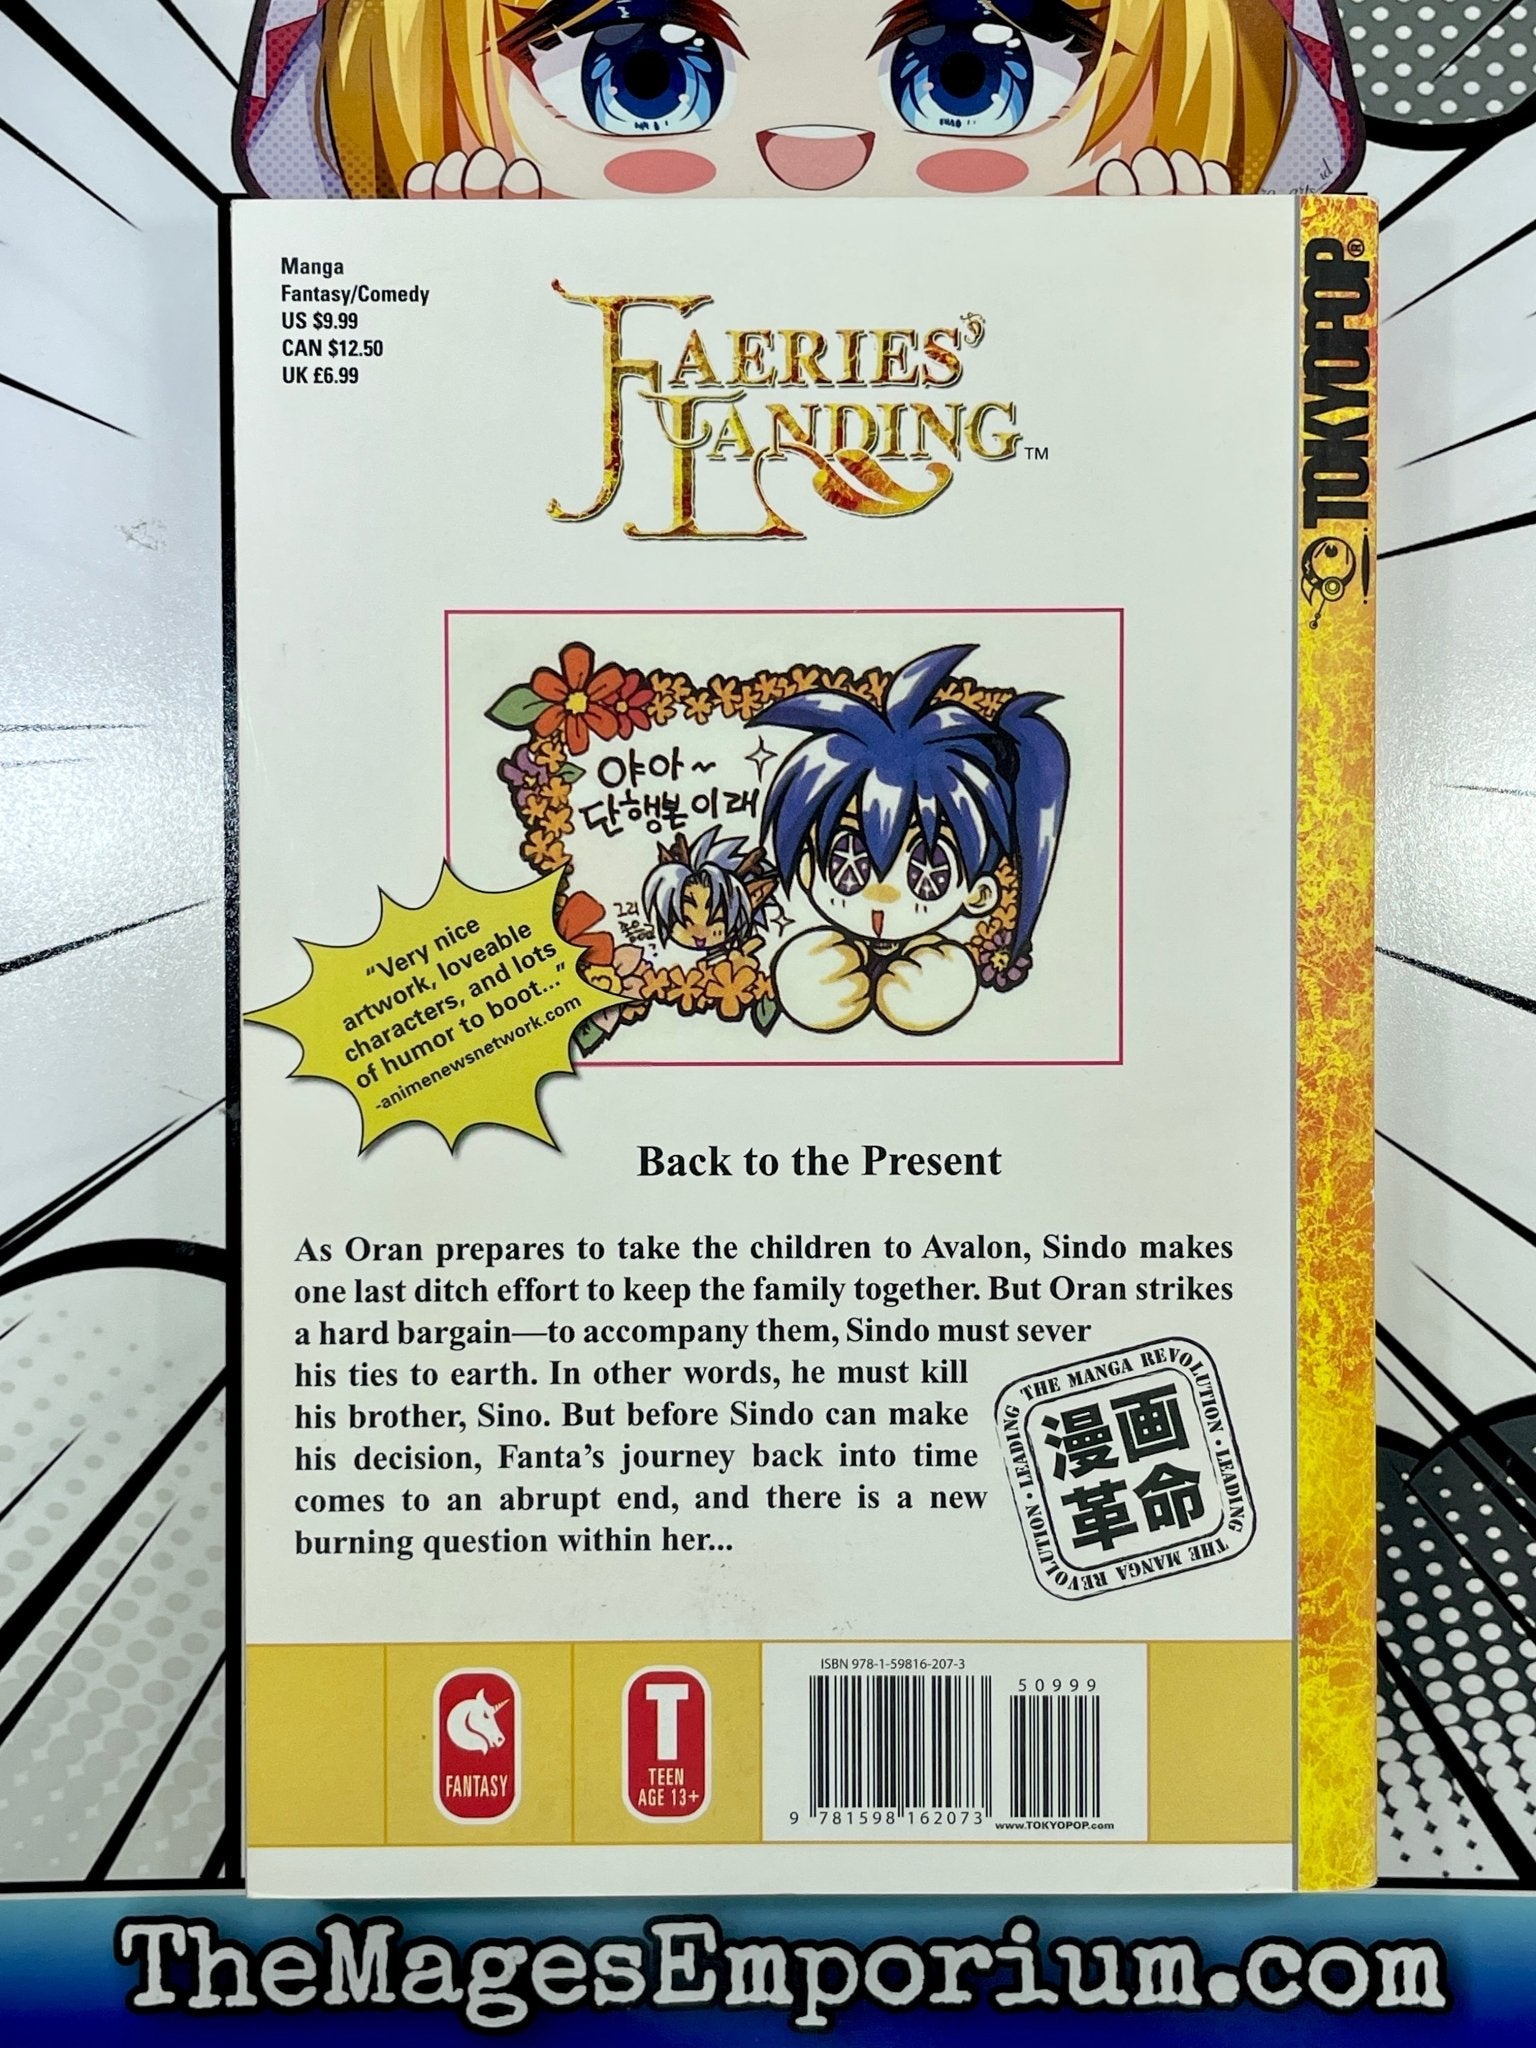 Manga
Fantasy/Comedy
US $9.99
CAN $12.50
UK £6.99
FAERIES'
LANDING™
TOKYOPOP®
야아~
단행본이래
그리
"Very nice
artwork, loveable
characters, and lots
of humor to boot..."
-animenewsnetwork.com
Back to the Present
As Oran prepares to take the children to Avalon, Sindo makes
one last ditch effort to keep the family together. But Oran strikes
a hard bargain—to accompany them, Sindo must sever
his ties to earth. In other words, he must kill
his brother, Sino. But before Sindo can make
his decision, Fanta's journey back into time
comes to an abrupt end, and there is a new
burning question within her...
THE MANGA REVOLUTION · LEADING THE MANGA REVOLUTION · LEADING
漫画
革命
FANTASY
T
TEEN
AGE 13+
ISBN 978-1-59816-207-3
50999
9 781598 162073
www.TOKYOPOP.com
TheMagesEmporium.com